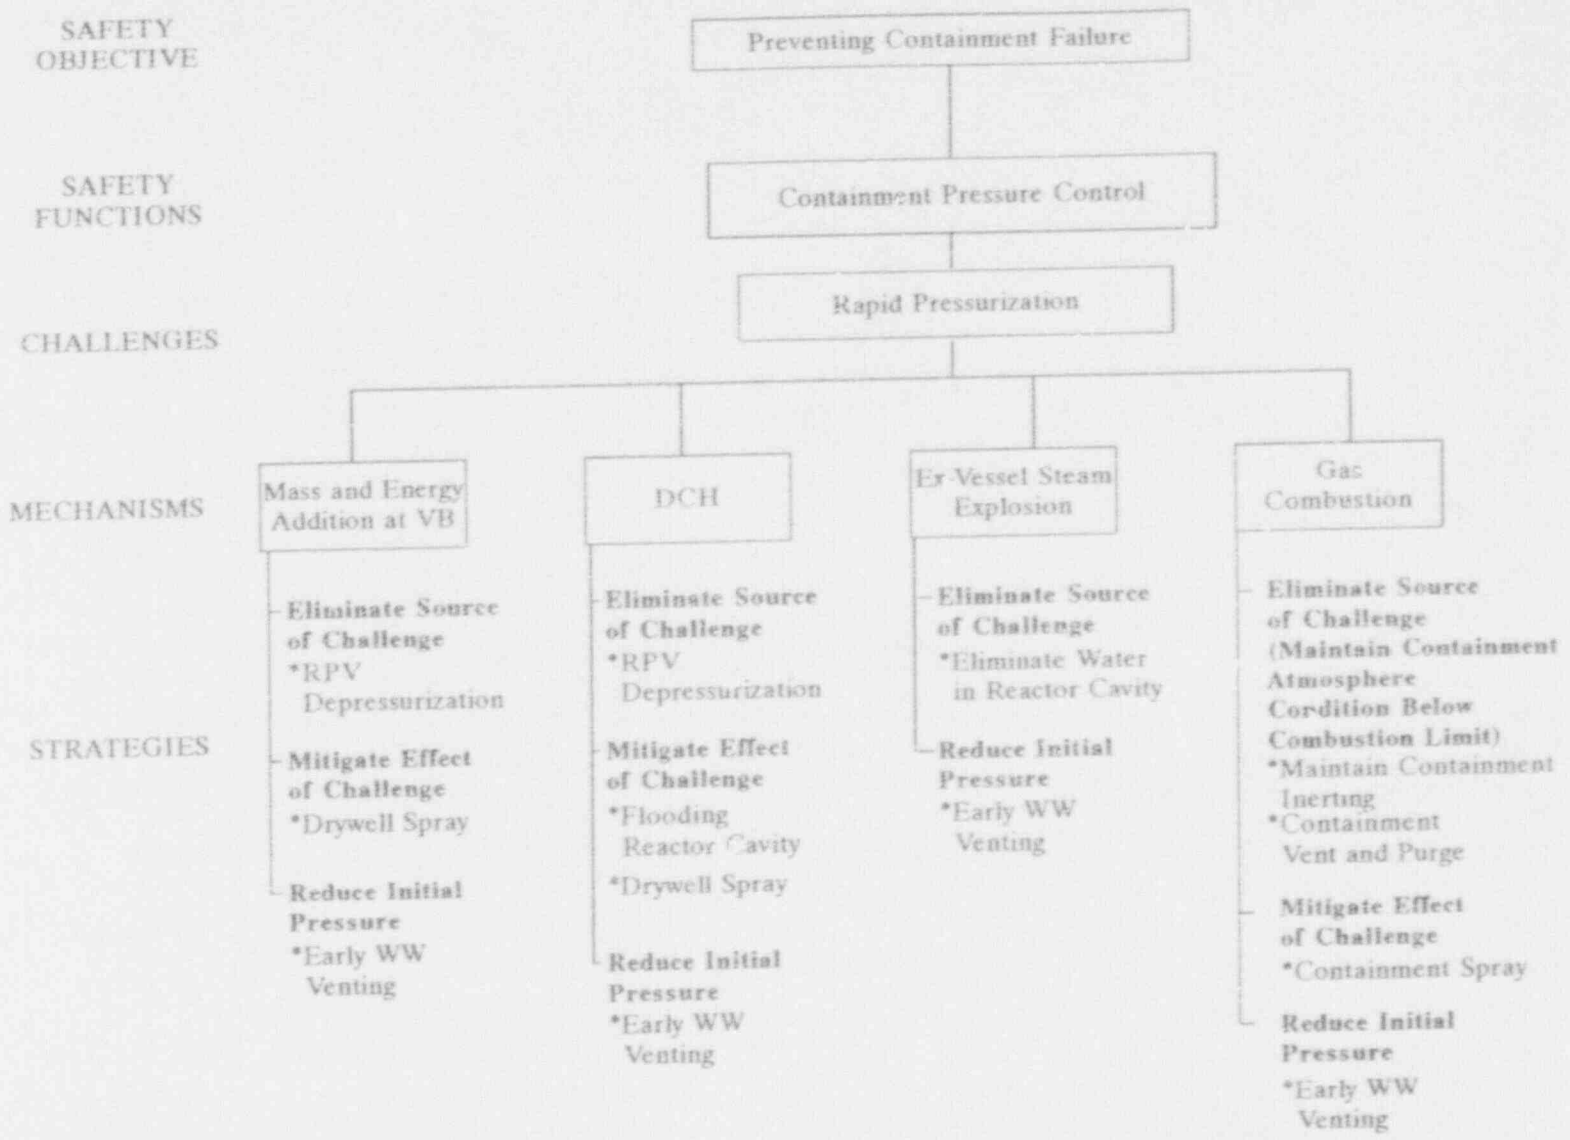 SAFETY
OBJECTIVE
Preventing Containment Failure
SAFETY
FUNCTIONS
Containment Pressure Control
Rapid Pressurization
CHALLENGES
MECHANISMS
Mass and Energy
Addition at VB
DCH
Ex-Vessel Steam
Explosion
Gas
Combustion
STRATEGIES
Eliminate Source
of Challenge
*RPV
Depressurization
Mitigate Effect
of Challenge
*Drywell Spray
Reduce Initial
Pressure
*Early WW
Venting
Eliminate Source
of Challenge
*RPV
Depressurization
Mitigate Effect
of Challenge
*Flooding
Reactor Cavity
*Drywell Spray
Reduce Initial
Pressure
*Early WW
Venting
Eliminate Source
of Challenge
*Eliminate Water
in Reactor Cavity
Reduce Initial
Pressure
*Early WW
Venting
Eliminate Source
of Challenge
(Maintain Containment
Atmosphere
Condition Below
Combustion Limit)
*Maintain Containment
Inerting
*Containment
Vent and Purge
Mitigate Effect
of Challenge
*Containment Spray
Reduce Initial
Pressure
*Early WW
Venting